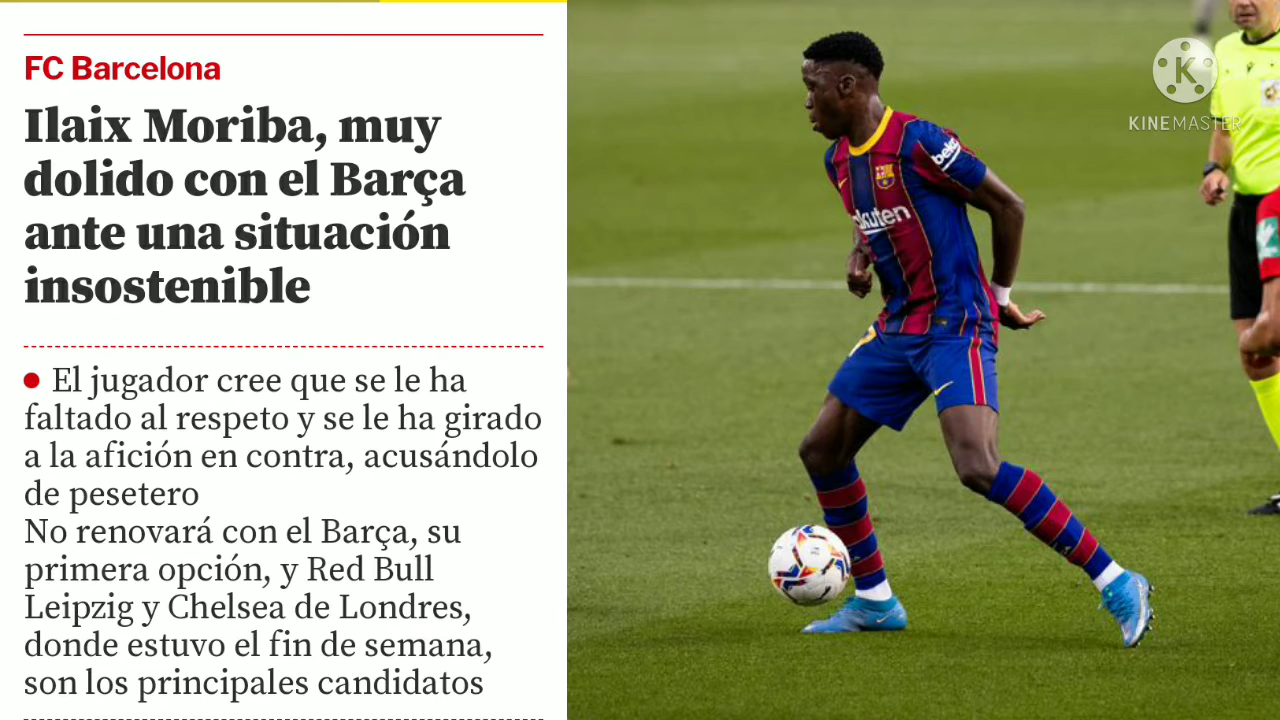 FC Barcelona
Ilaix Moriba, muy
dolido con el Barça
ante una situación
insostenible
El jugador cree que se le ha
faltado al respeto y se le ha girado
a la afición en contra, acusándolo
de pesetero
No renovará con el Barça, su
primera opción, y Red Bull
Leipzig y Chelsea de Londres,
donde estuvo el fin de semana,
son los principales candidatos
K
KINEMASTER
beko
akuten